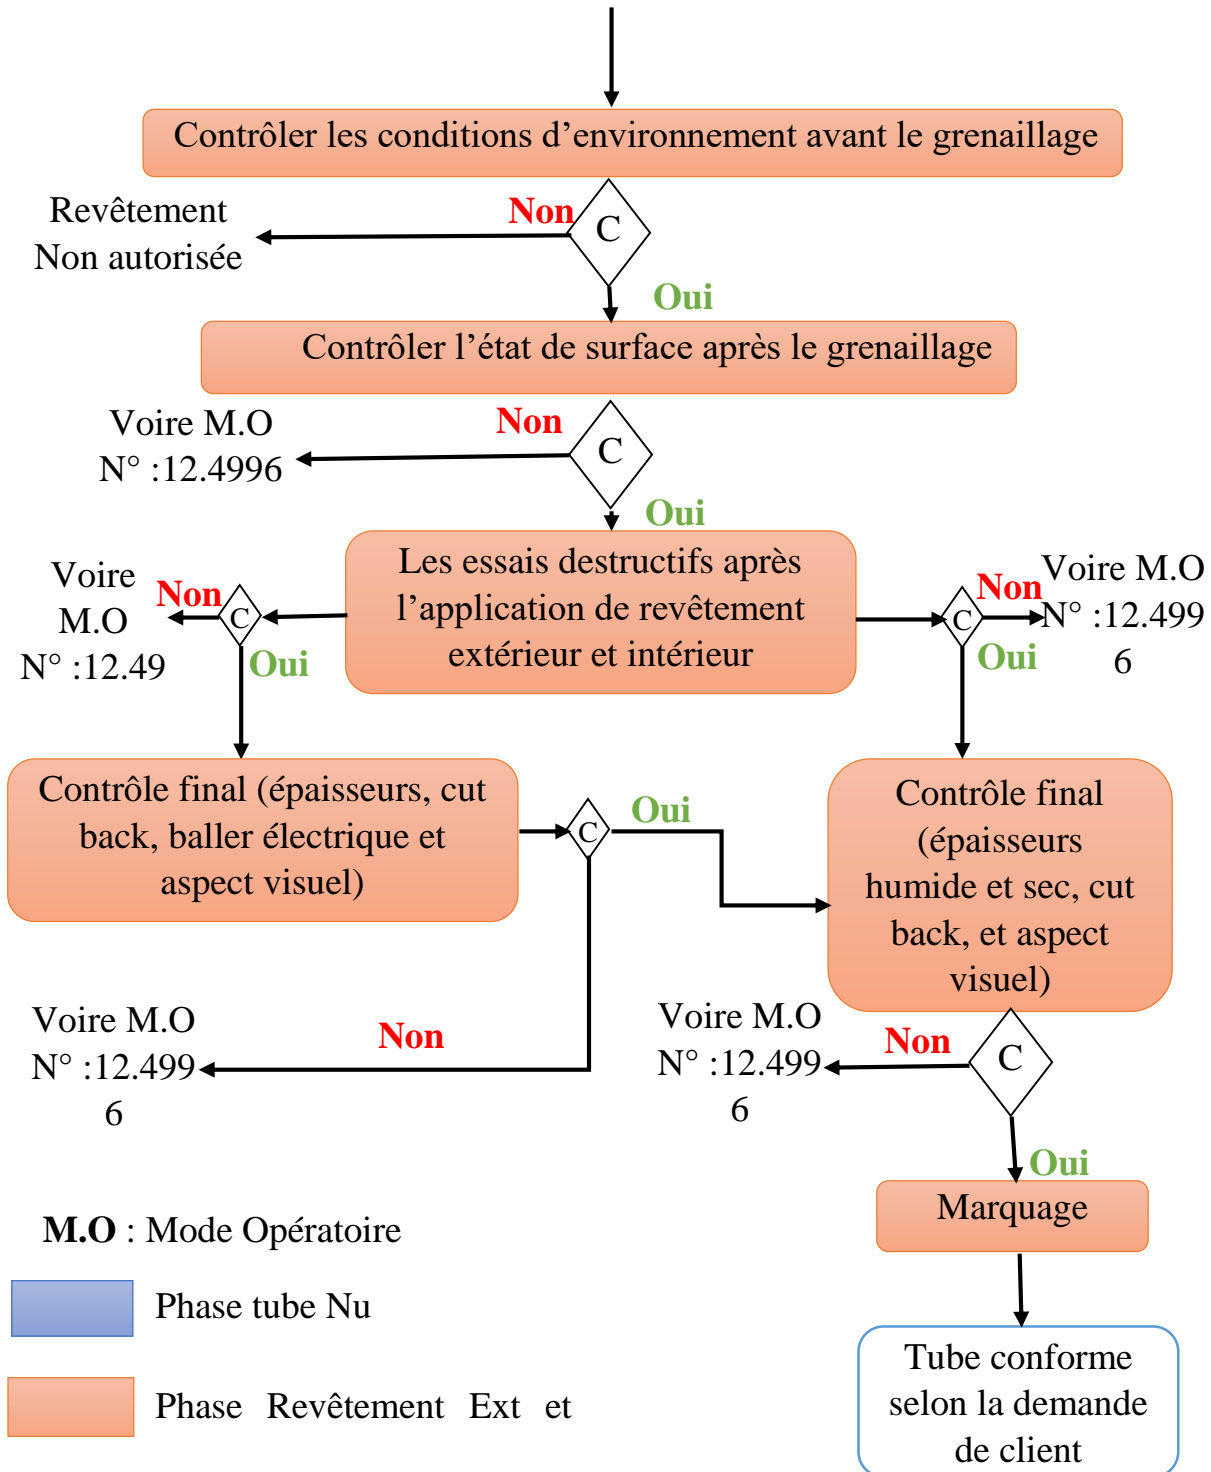 Contrôler les conditions d’environnement avant le grenaillage
Revêtement
Non autorisée
Non
C
Oui
Contrôler l’état de surface après le grenaillage
Voire M.O
N° :12.4996
Non
C
Oui
Les essais destructifs après
l’application de revêtement
extérieur et intérieur
Voire
M.O
N° :12.49
Non
C
Oui
C
Non
Oui
Voire M.O
N° :12.499
6
Contrôle final (épaisseurs, cut
back, baller électrique et
aspect visuel)
C
Oui
Contrôle final
(épaisseurs
humide et sec, cut
back, et aspect
visuel)
Voire M.O
N° :12.499
6
Non
Voire M.O
N° :12.499
6
Non
C
Oui
Marquage
M.O : Mode Opératoire
Phase tube Nu
Phase Revêtement Ext et
Tube conforme
selon la demande
de client